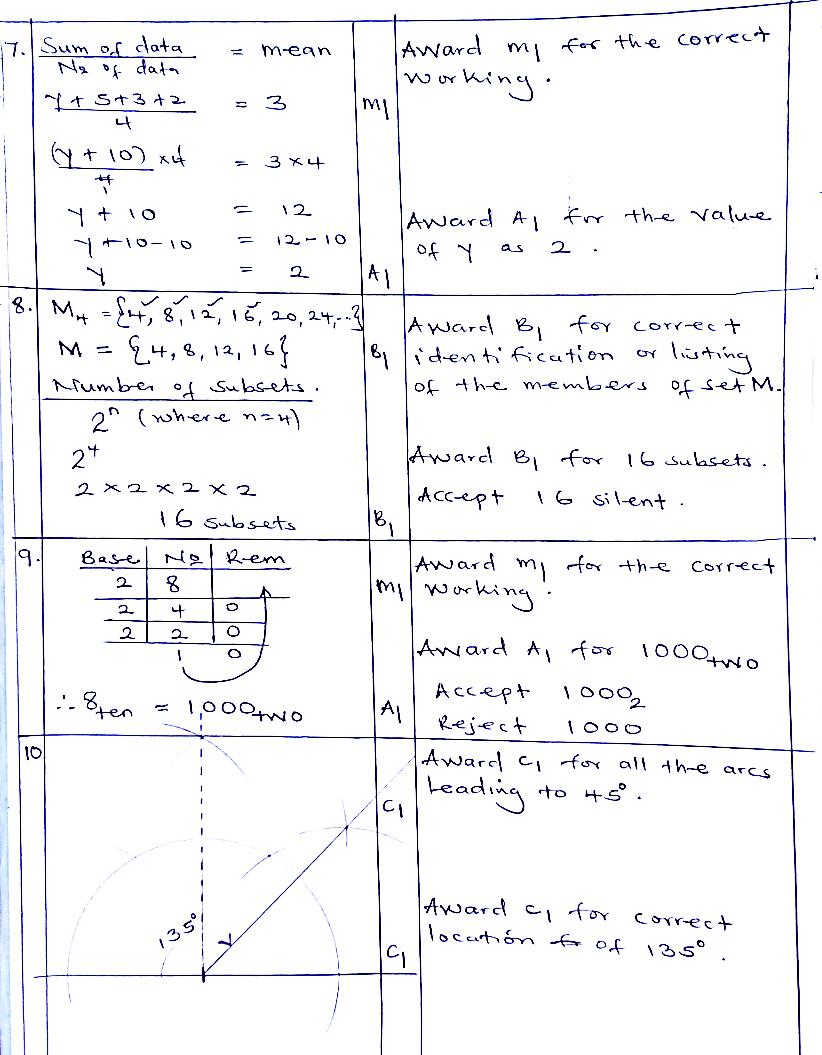 7. Sum of data = mean
No of data
y + 5+3+2 = 3 M1
4
(y + 10) x4 = 3 x 4
4
1
y + 10 = 12
y +10-10 = 12-10
y = 2 A1
Award M1 for the correct
working.
Award A1 for the value
of y as 2.
8. M4 = {4, 8, 12, 16, 20, 24,...}
M = {4, 8, 12, 16} B1
Number of subsets.
2ⁿ (where n=4)
2⁴
2 x 2 x 2 x 2
16 subsets B1
Award B1 for correct
identification or listing
of the members of set M.
Award B1 for 16 subsets.
Accept 16 silent.
9. Base No Rem
2 8
2 4 0
2 2 0
1 0
M1
∴ 8ten = 1000two A1
Award M1 for the correct
working.
Award A1 for 1000two
Accept 1000₂
Reject 1000
10
135°
C1
C1
Award C1 for all the arcs
leading to 45°.
Award C1 for correct
location of 135°.